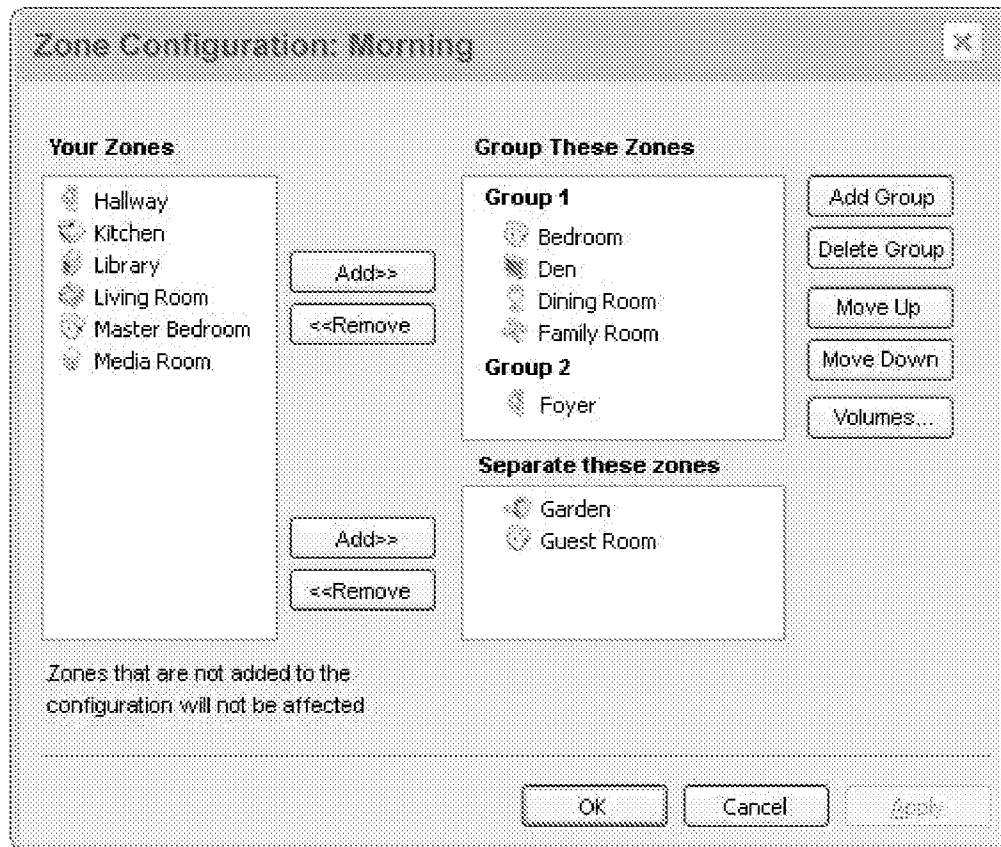 Zone Configuration: Morning
Your Zones
Hallway
Kitchen
Library
Living Room
Master Bedroom
Media Room
Add>>
<<Remove
Add>>
<<Remove
Group These Zones
Group 1
Bedroom
Den
Dining Room
Family Room
Group 2
Foyer
Separate these zones
Garden
Guest Room
Add Group
Delete Group
Move Up
Move Down
Volumes...
Zones that are not added to the
configuration will not be affected
OK
Cancel
Apply